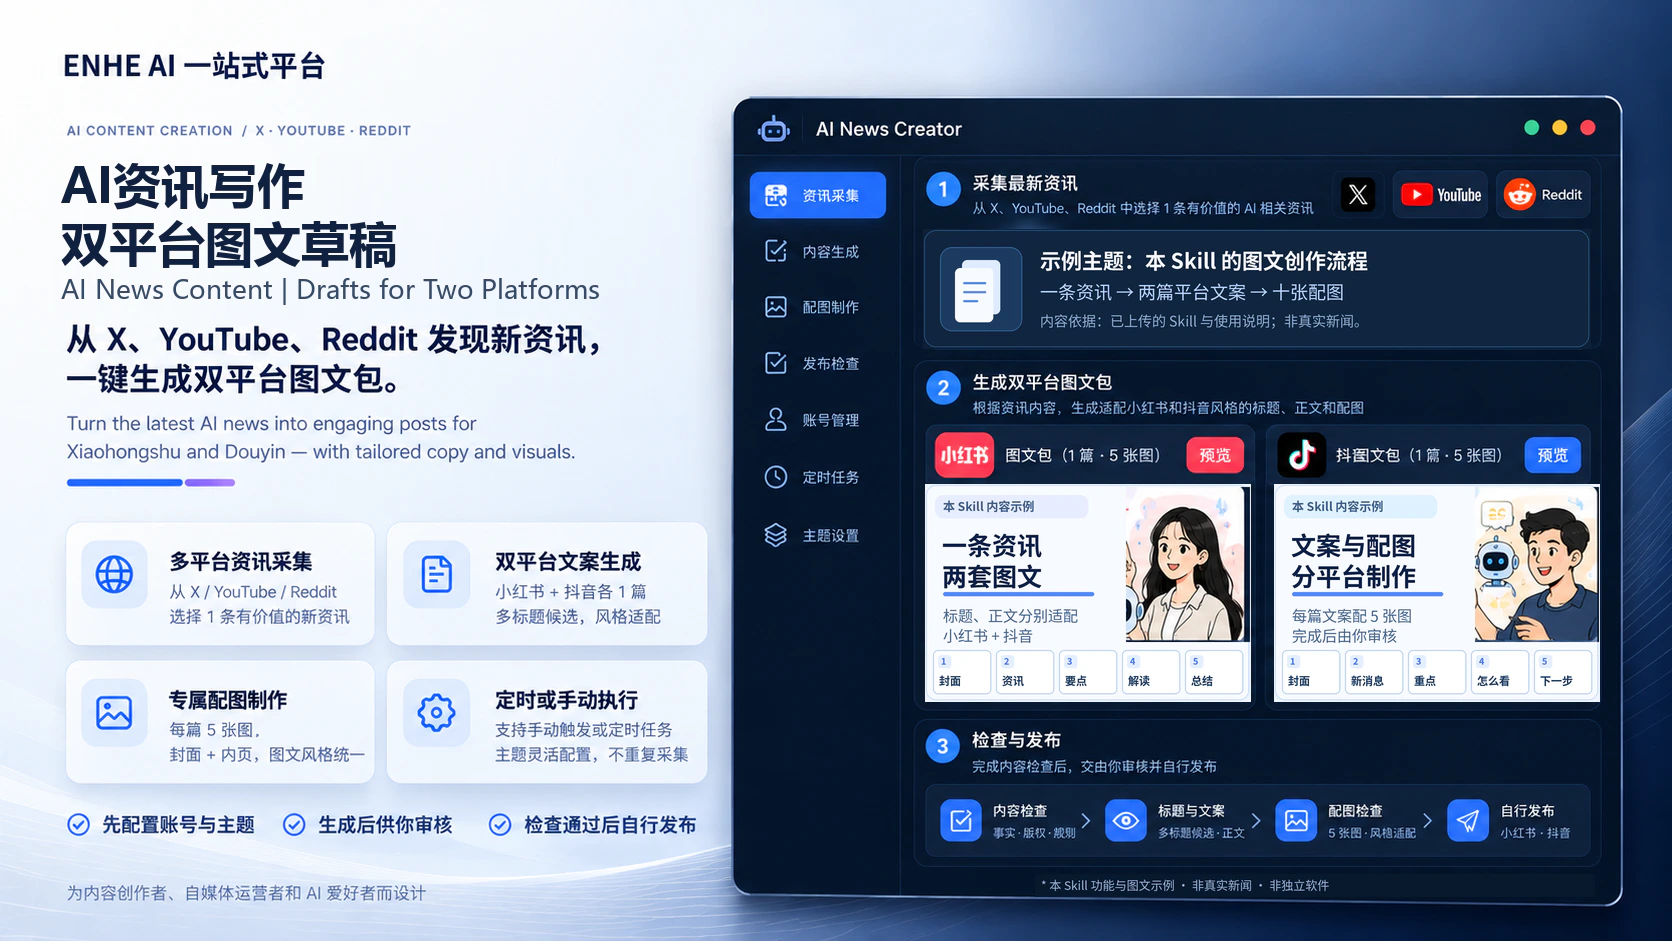 ENHE AI 一站式平台
AI CONTENT CREATION / X · YOUTUBE · REDDIT
AI资讯写作
双平台图文草稿
AI News Content | Drafts for Two Platforms
从 X、YouTube、Reddit 发现新资讯，
一键生成双平台图文包。
Turn the latest AI news into engaging posts for
Xiaohongshu and Douyin — with tailored copy and visuals.
多平台资讯采集
从 X / YouTube / Reddit
选择 1 条有价值的新资讯
双平台文案生成
小红书 + 抖音各 1 篇
多标题候选，风格适配
专属配图制作
每篇 5 张图，
封面 + 内页，图文风格统一
定时或手动执行
支持手动触发或定时任务
主题灵活配置，不重复采集
先配置账号与主题
生成后供你审核
检查通过后自行发布
为内容创作者、自媒体运营者和 AI 爱好者而设计
AI News Creator
资讯采集
内容生成
配图制作
发布检查
账号管理
定时任务
主题设置
1
采集最新资讯
从 X、YouTube、Reddit 中选择 1 条有价值的 AI 相关资讯
X
YouTube
Reddit
示例主题：本 Skill 的图文创作流程
一条资讯 → 两篇平台文案 → 十张配图
内容依据：已上传的 Skill 与使用说明；非真实新闻。
2
生成双平台图文包
根据资讯内容，生成适配小红书和抖音风格的标题、正文和配图
小红书
图文包（1 篇 · 5 张图）
预览
本 Skill 内容示例
一条资讯
两套图文
标题、正文分别适配
小红书 + 抖音
1 封面
2 资讯
3 要点
4 解读
5 总结
抖音图文包（1 篇 · 5 张图）
预览
本 Skill 内容示例
文案与配图
分平台制作
每篇文案配 5 张图
完成后由你审核
1 封面
2 新消息
3 重点
4 怎么看
5 下一步
3
检查与发布
完成内容检查后，交由你审核并自行发布
内容检查
事实 · 版权 · 规则
标题与文案
多标题候选 · 正文
配图检查
5 张图 · 风格适配
自行发布
小红书 · 抖音
* 本 Skill 功能与图文示例 • 非真实新闻 • 非独立软件